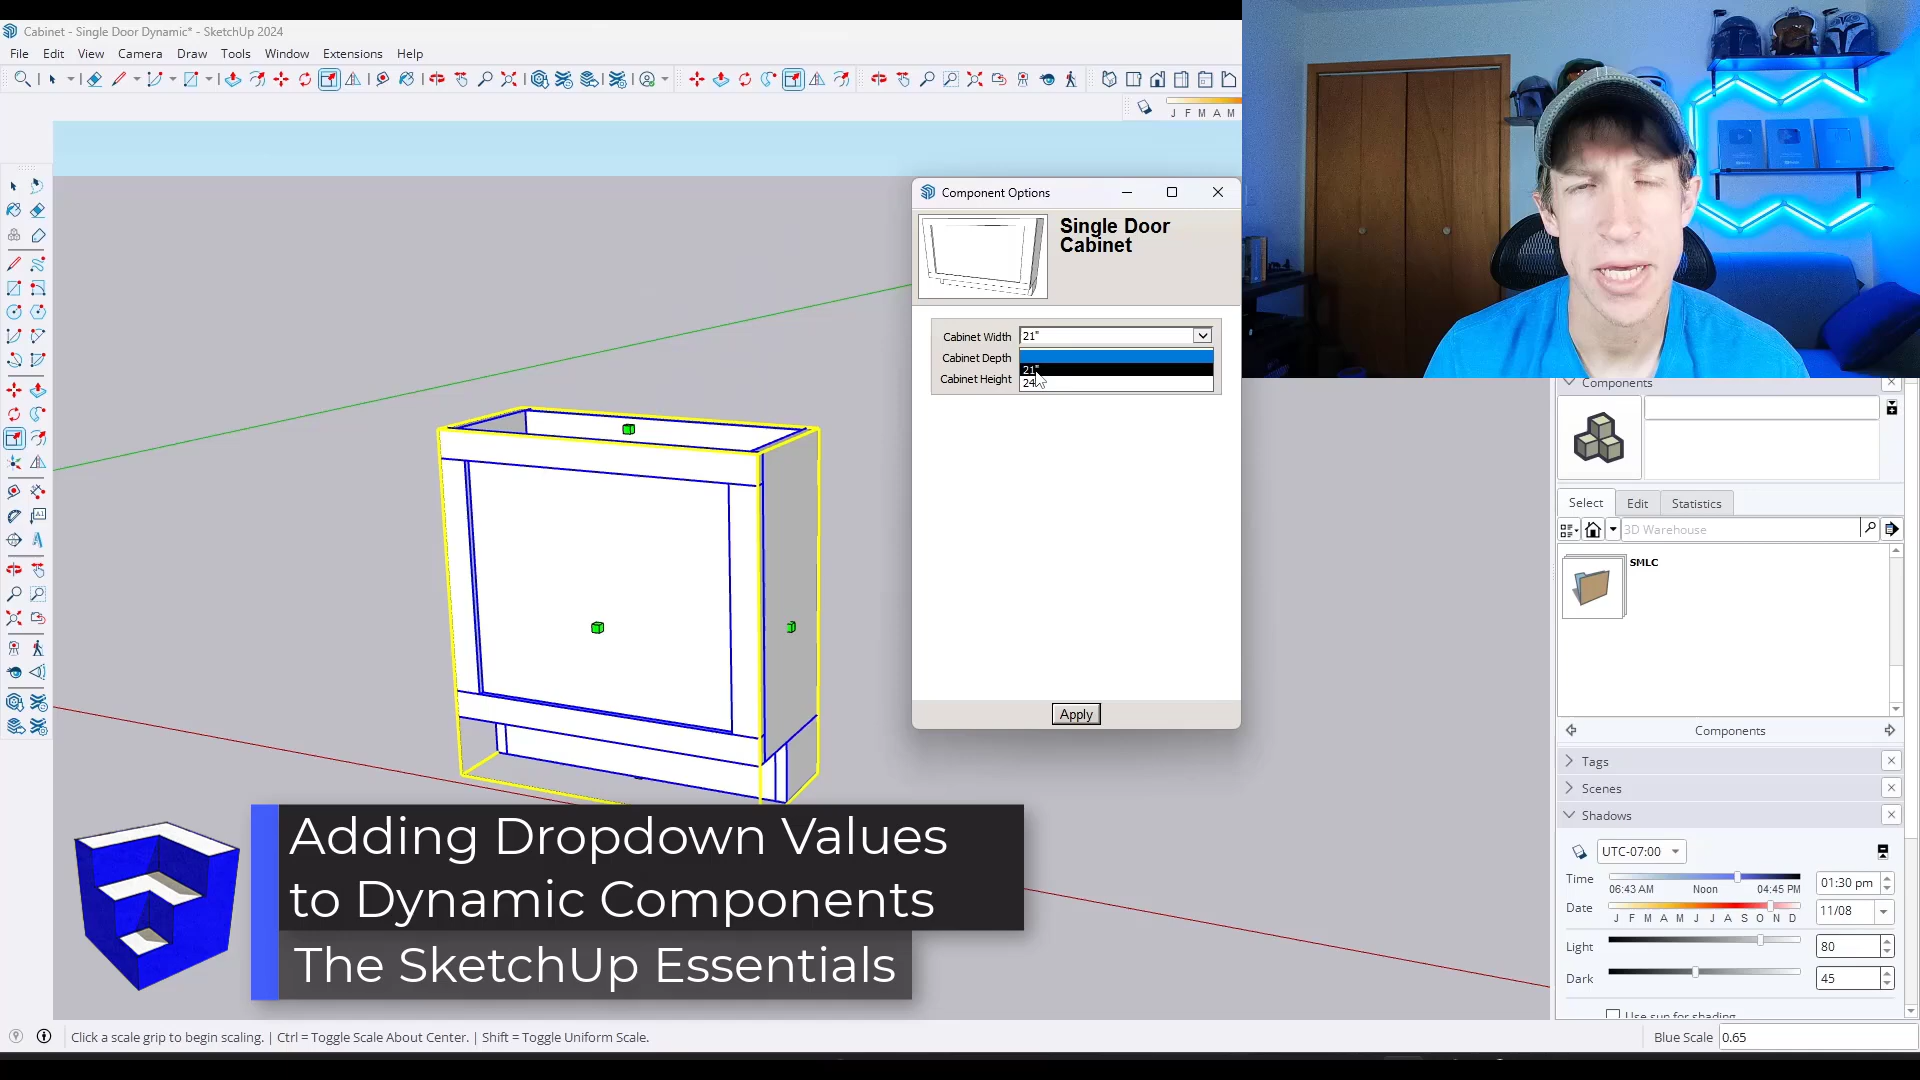 Cabinet - Single Door Dynamic* - SketchUp 2024
File Edit View Camera Draw Tools Window Extensions Help
J F M A M
Component Options
Single Door
Cabinet
Cabinet Width 21"
Cabinet Depth
21"
Cabinet Height
24
Apply
Components
Select Edit Statistics
3D Warehouse
SMLC
Components
Tags
Scenes
Shadows
UTC-07:00
Time 06:43 AM Noon 04:45 PM 01:30 pm
Date J F M A M J J A S O N D 11/08
Light 80
Dark 45
Use sun for shading
Adding Dropdown Values
to Dynamic Components
The SketchUp Essentials
Click a scale grip to begin scaling. | Ctrl = Toggle Scale About Center. | Shift = Toggle Uniform Scale.
Blue Scale 0.65